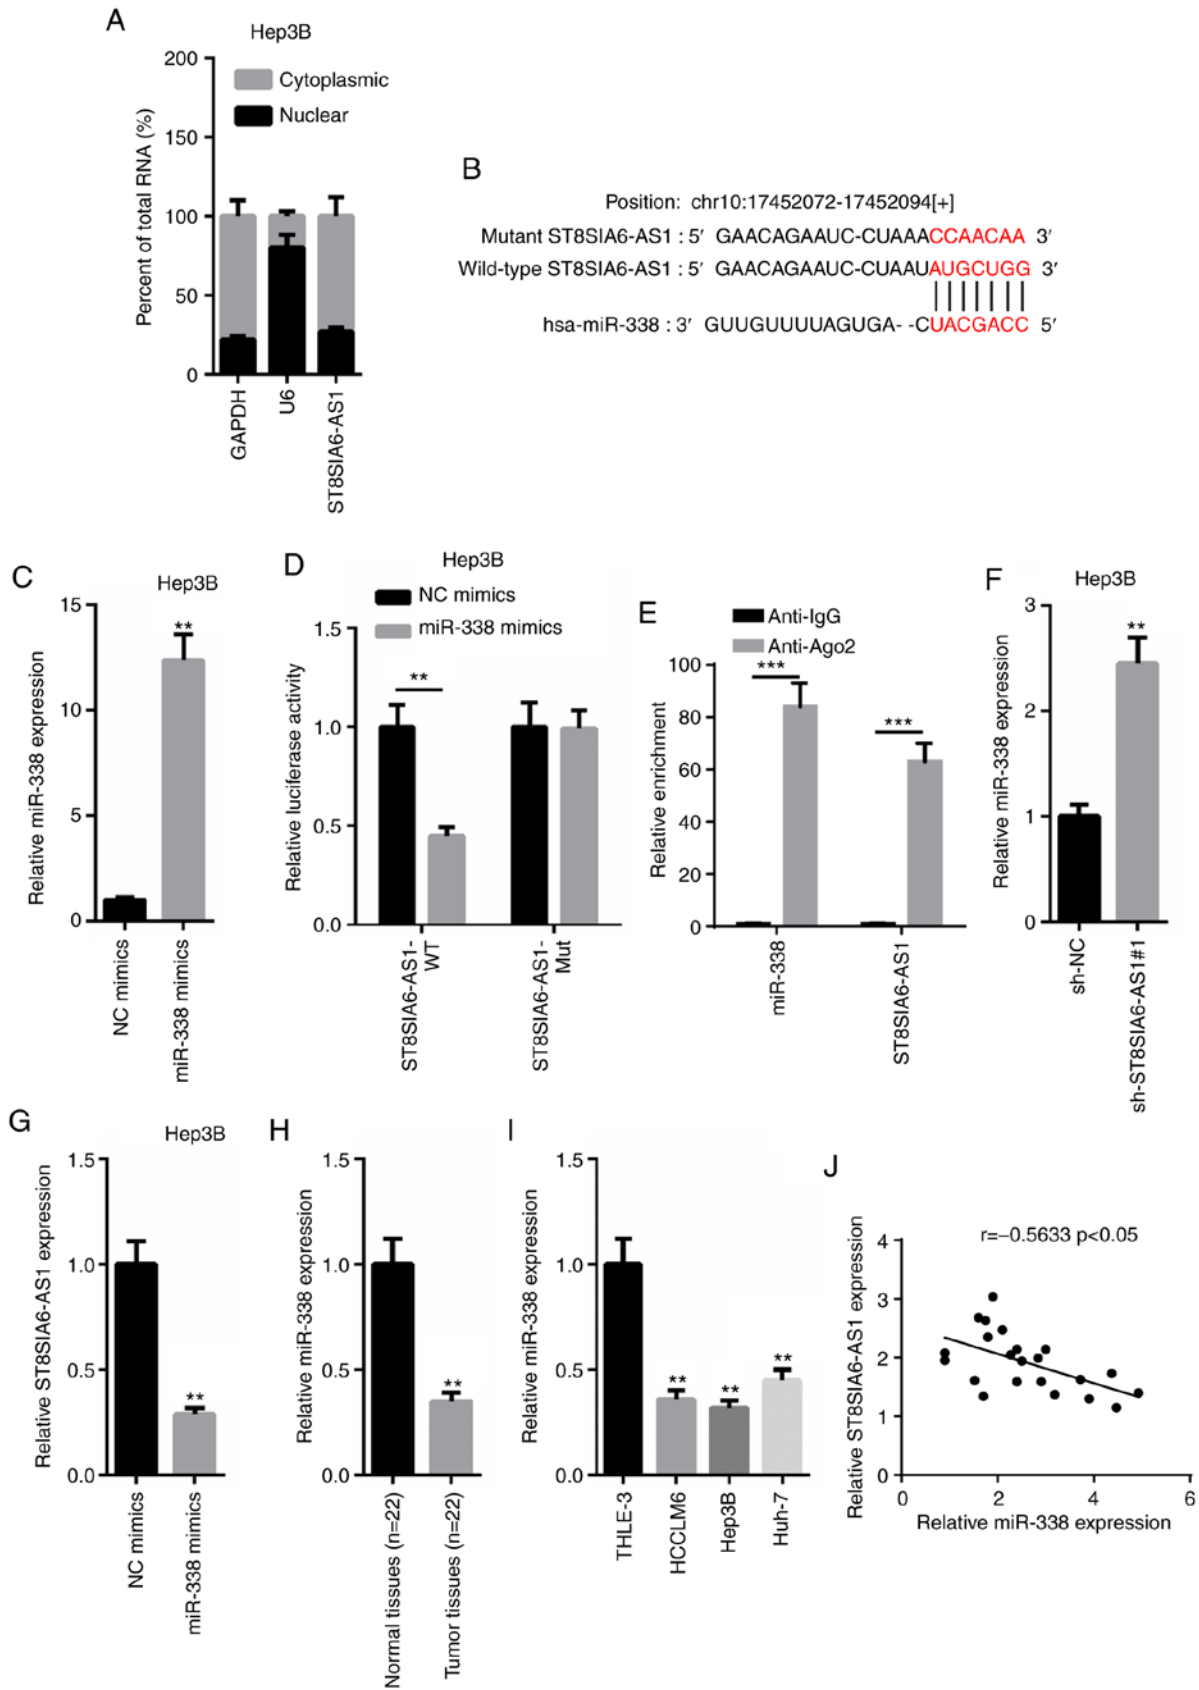 A
Hep3B
Cytoplasmic
Nuclear
Percent of total RNA (%)
200
150
100
50
0
GAPDH
U6
ST8SIA6-AS1
B
Position: chr10:17452072-17452094[+]
Mutant ST8SIA6-AS1 : 5′ GAACAGAAUC-CUAAACCAACAA 3′
Wild-type ST8SIA6-AS1 : 5′ GAACAGAAUC-CUAAUAUGCUGG 3′
hsa-miR-338 : 3′ GUUGUUUUAGUGA- -CUACGACC 5′
C
Hep3B
Relative miR-338 expression
15
10
5
0
**
NC mimics
miR-338 mimics
D
Hep3B
NC mimics
miR-338 mimics
Relative luciferase activity
1.5
1.0
0.5
0.0
**
ST8SIA6-AS1-
WT
ST8SIA6-AS1-
Mut
E
Anti-IgG
Anti-Ago2
Relative enrichment
100
80
60
40
20
0
***
***
miR-338
ST8SIA6-AS1
F
Hep3B
Relative miR-338 expression
3
2
1
0
**
sh-NC
sh-ST8SIA6-AS1#1
G
Hep3B
Relative ST8SIA6-AS1 expression
1.5
1.0
0.5
0.0
**
NC mimics
miR-338 mimics
H
Relative miR-338 expression
1.5
1.0
0.5
0.0
**
Normal tissues (n=22)
Tumor tissues (n=22)
I
Relative miR-338 expression
1.5
1.0
0.5
0.0
**
**
**
THLE-3
HCCLM6
Hep3B
Huh-7
J
r=−0.5633 p<0.05
Relative ST8SIA6-AS1 expression
4
3
2
1
0
0
2
4
6
Relative miR-338 expression